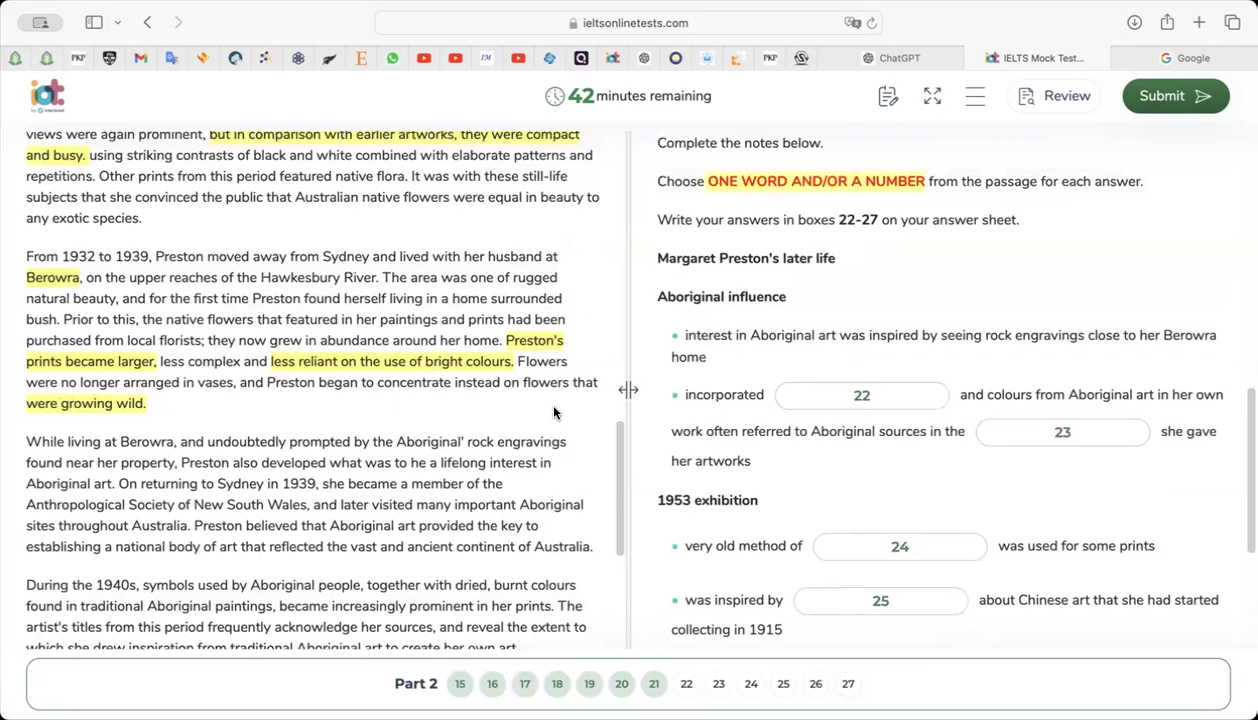 ieltsonlinetests.com
PKP
E
JM
PKP
ChatGPT
iot
IELTS Mock Test...
Google
iot
42 minutes remaining
Review
Submit
views were again prominent, but in comparison with earlier artworks, they were compact
and busy. using striking contrasts of black and white combined with elaborate patterns and
repetitions. Other prints from this period featured native flora. It was with these still-life
subjects that she convinced the public that Australian native flowers were equal in beauty to
any exotic species.
From 1932 to 1939, Preston moved away from Sydney and lived with her husband at
Berowra, on the upper reaches of the Hawkesbury River. The area was one of rugged
natural beauty, and for the first time Preston found herself living in a home surrounded
bush. Prior to this, the native flowers that featured in her paintings and prints had been
purchased from local florists; they now grew in abundance around her home. Preston's
prints became larger, less complex and less reliant on the use of bright colours. Flowers
were no longer arranged in vases, and Preston began to concentrate instead on flowers that
were growing wild.
While living at Berowra, and undoubtedly prompted by the Aboriginal' rock engravings
found near her property, Preston also developed what was to he a lifelong interest in
Aboriginal art. On returning to Sydney in 1939, she became a member of the
Anthropological Society of New South Wales, and later visited many important Aboriginal
sites throughout Australia. Preston believed that Aboriginal art provided the key to
establishing a national body of art that reflected the vast and ancient continent of Australia.
During the 1940s, symbols used by Aboriginal people, together with dried, burnt colours
found in traditional Aboriginal paintings, became increasingly prominent in her prints. The
artist's titles from this period frequently acknowledge her sources, and reveal the extent to
which she drew inspiration from traditional Aboriginal art to create her own art.
Complete the notes below.
Choose ONE WORD AND/OR A NUMBER from the passage for each answer.
Write your answers in boxes 22-27 on your answer sheet.
Margaret Preston's later life
Aboriginal influence
• interest in Aboriginal art was inspired by seeing rock engravings close to her Berowra
home
• incorporated 22 and colours from Aboriginal art in her own
work often referred to Aboriginal sources in the 23 she gave
her artworks
1953 exhibition
• very old method of 24 was used for some prints
• was inspired by 25 about Chinese art that she had started
collecting in 1915
Part 2 15 16 17 18 19 20 21 22 23 24 25 26 27